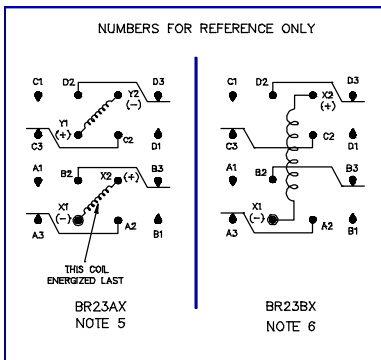 NUMBERS FOR REFERENCE ONLY
C1 D2 D3
Y2
(-)
Y1
(+)
C3 C2 D1
A1 B2 X2 B3
(+)
X1
(-)
A3 A2 B1
THIS COIL
ENERGIZED LAST
BR23AX
NOTE 5
C1 D2 D3
X2
(+)
C3 C2 D1
A1 B2 B3
X1
(-)
A3 A2 B1
BR23BX
NOTE 6